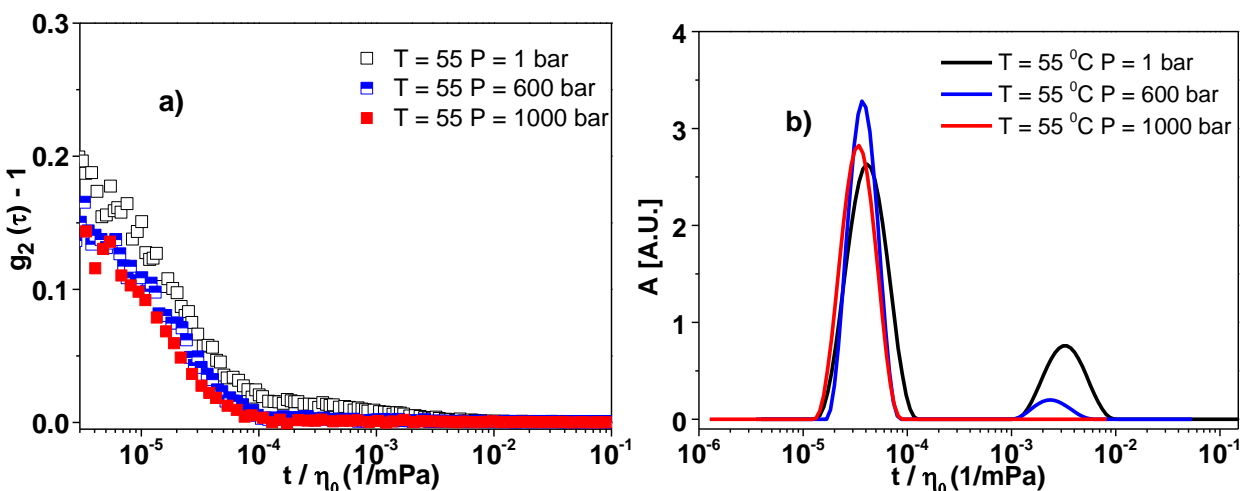 a)
T = 55 P = 1 bar
T = 55 P = 600 bar
T = 55 P = 1000 bar
0.3
0.2
0.1
0.0
g₂ (τ) - 1
10⁻⁵ 10⁻⁴ 10⁻³ 10⁻² 10⁻¹
t / η₀ (1/mPa)
b)
T = 55 ⁰C P = 1 bar
T = 55 ⁰C P = 600 bar
T = 55 ⁰C P = 1000 bar
4
3
2
1
0
A [A.U.]
10⁻⁶ 10⁻⁵ 10⁻⁴ 10⁻³ 10⁻² 10⁻¹
t / η₀ (1/mPa)